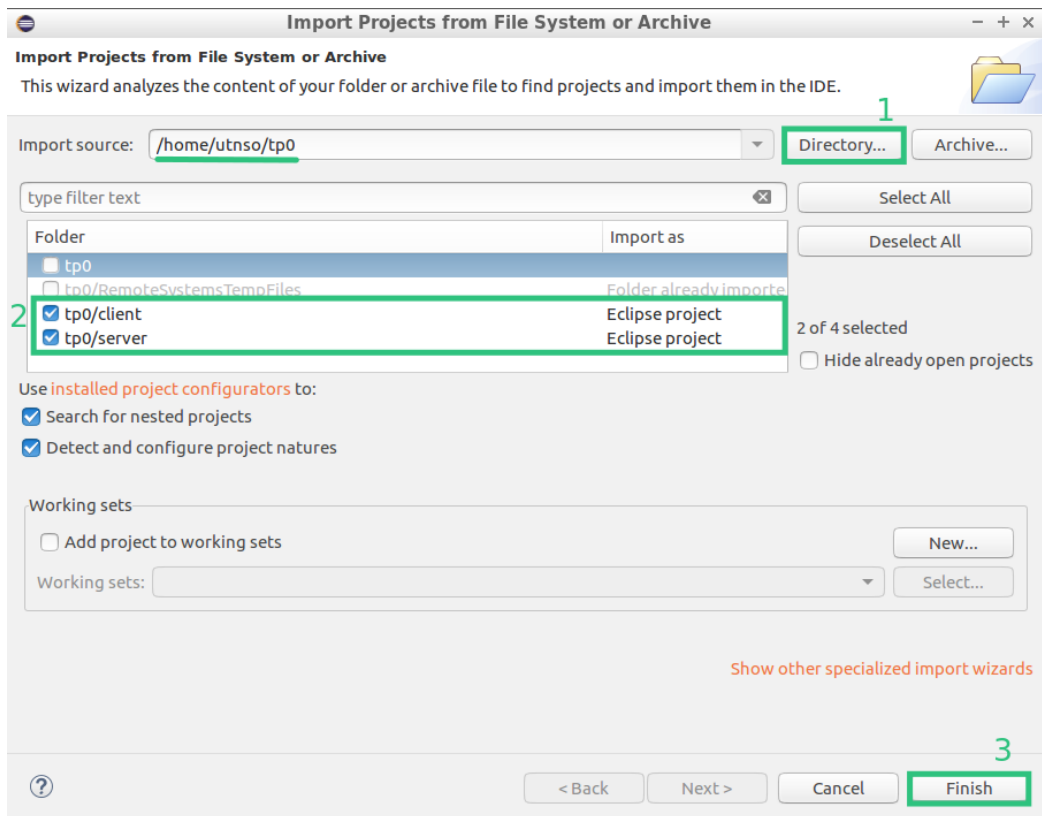 Import Projects from File System or Archive
Import Projects from File System or Archive
This wizard analyzes the content of your folder or archive file to find projects and import them in the IDE.
1
Import source: /home/utnso/tp0 Directory... Archive...
type filter text Select All
Folder Import as Deselect All
tp0
tp0/RemoteSystemsTempFiles Folder already importe
2 tp0/client Eclipse project
tp0/server Eclipse project 2 of 4 selected
Hide already open projects
Use installed project configurators to:
Search for nested projects
Detect and configure project natures
Working sets
Add project to working sets New...
Working sets: Select...
Show other specialized import wizards
3
? < Back Next > Cancel Finish